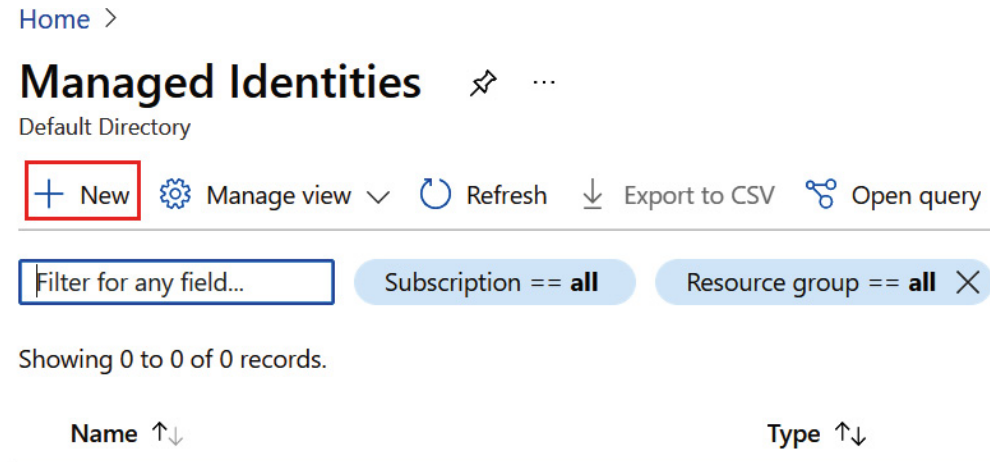 Home >
Managed Identities ...
Default Directory
+ New Manage view Refresh Export to CSV Open query
Filter for any field... Subscription == all Resource group == all ×
Showing 0 to 0 of 0 records.
Name ↑↓ Type ↑↓